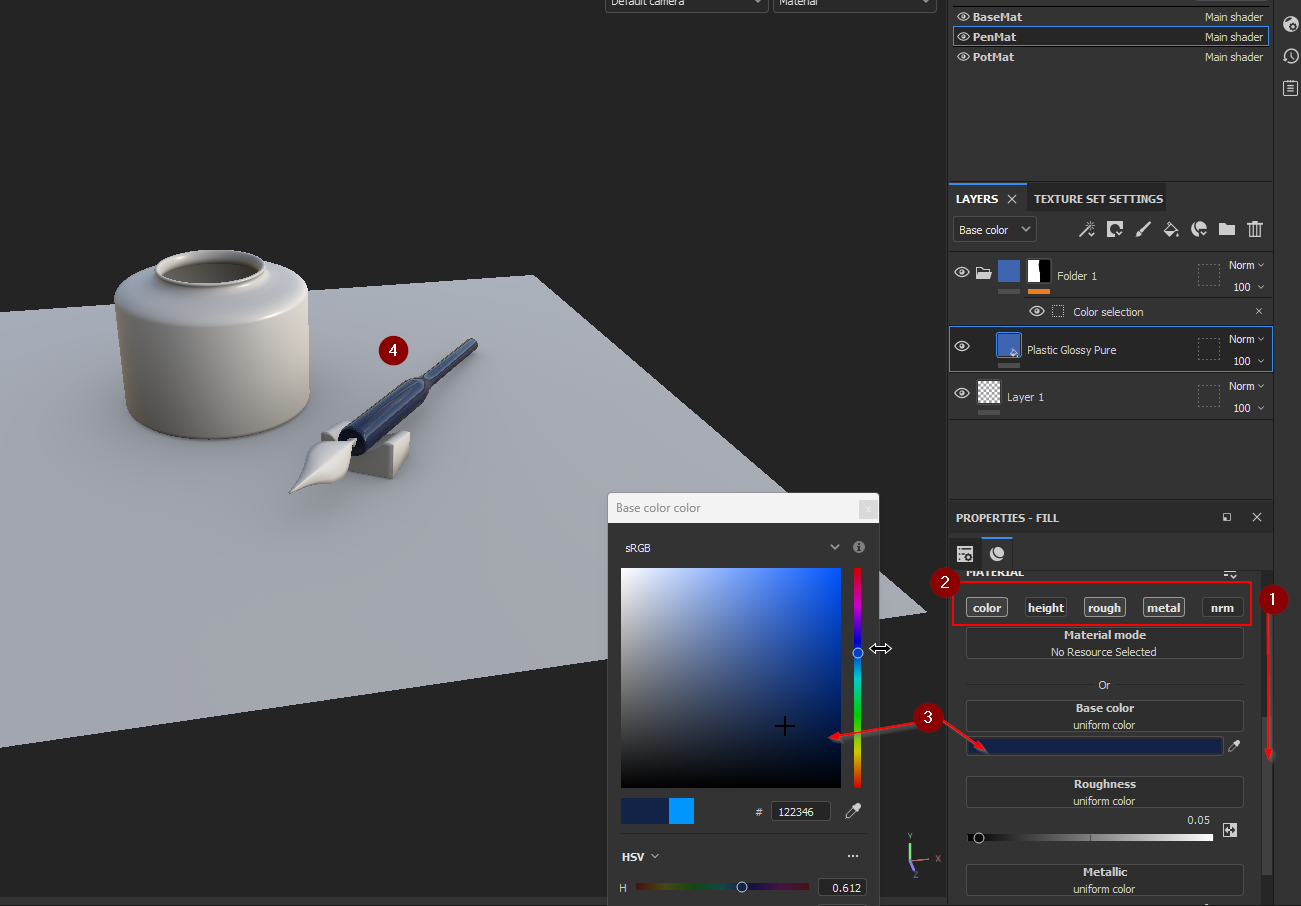 Default camera
Material
BaseMat Main shader
PenMat Main shader
PotMat Main shader
LAYERS TEXTURE SET SETTINGS
Base color
Folder 1 Norm
100
Color selection
Plastic Glossy Pure Norm
100
Layer 1 Norm
100
4
PROPERTIES - FILL
MATERIAL
2
1
color height rough metal nrm
Material mode
No Resource Selected
Or
Base color
uniform color
3
Roughness
uniform color
0.05
Metallic
uniform color
Base color color
sRGB
# 122346
HSV
H 0.612
Y
X
Z